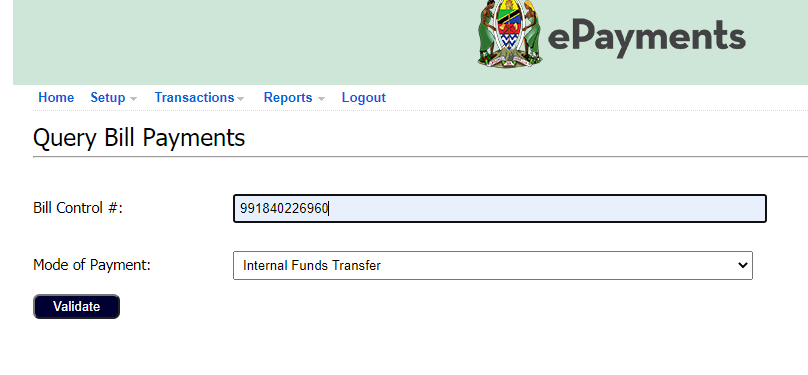 ePayments
Home Setup Transactions Reports Logout
Query Bill Payments
Bill Control #: 991840226960
Mode of Payment: Internal Funds Transfer
Validate